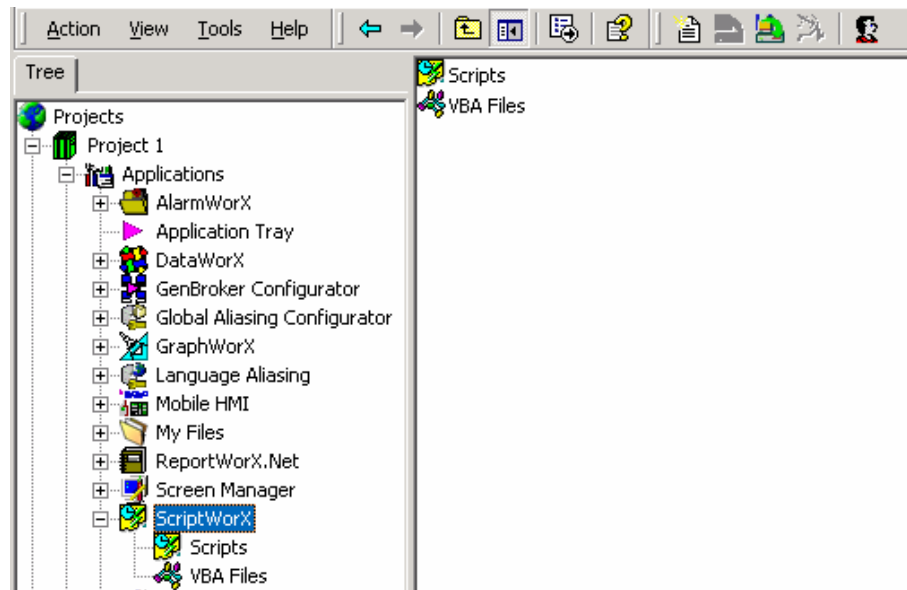 Action View Tools Help
Tree
Projects
Project 1
Applications
AlarmWorX
Application Tray
DataWorX
GenBroker Configurator
Global Aliasing Configurator
GraphWorX
Language Aliasing
Mobile HMI
My Files
ReportWorX.Net
Screen Manager
ScriptWorX
Scripts
VBA Files
Scripts
VBA Files